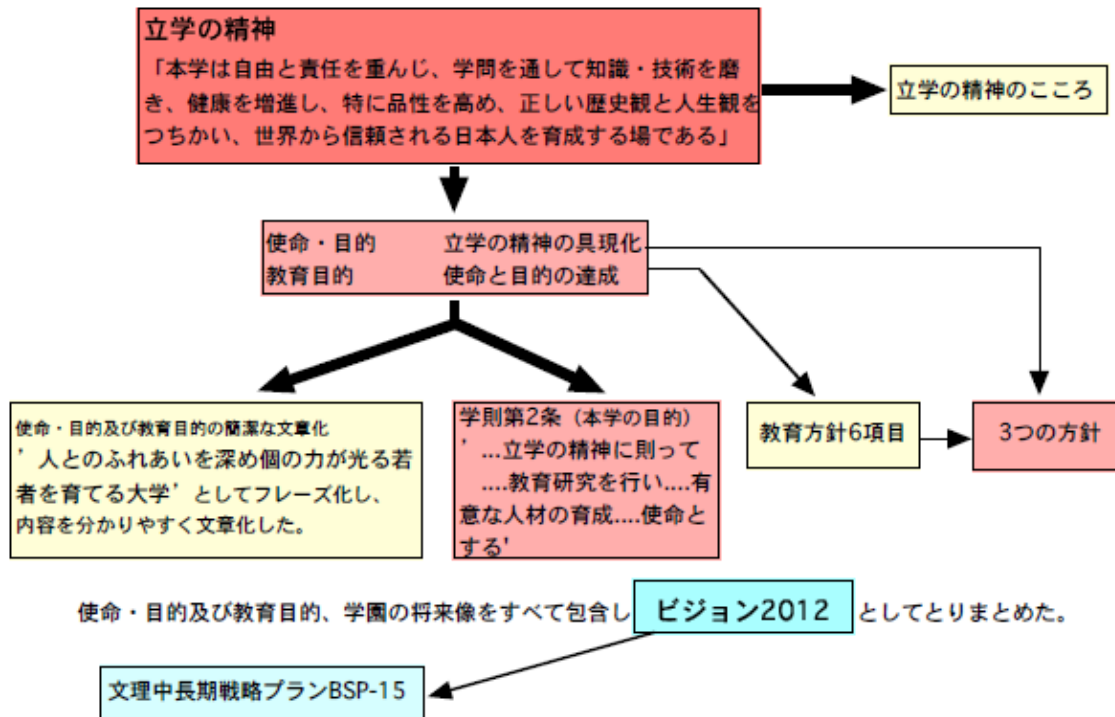 立学の精神
「本学は自由と責任を重んじ、学問を通して知識・技術を磨
き、健康を増進し、特に品性を高め、正しい歴史観と人生観を
つちかい、世界から信頼される日本人を育成する場である」
立学の精神のこころ
使命・目的 立学の精神の具現化
教育目的 使命と目的の達成
使命・目的及び教育目的の簡潔な文章化
’人とのふれあいを深め個の力が光る若
者を育てる大学’としてフレーズ化し、
内容を分かりやすく文章化した。
学則第2条（本学の目的）
’...立学の精神に則って
....教育研究を行い....有
意な人材の育成....使命と
する'
教育方針6項目
3つの方針
使命・目的及び教育目的、学園の将来像をすべて包含し ビジョン2012 としてとりまとめた。
文理中長期戦略プランBSP-15